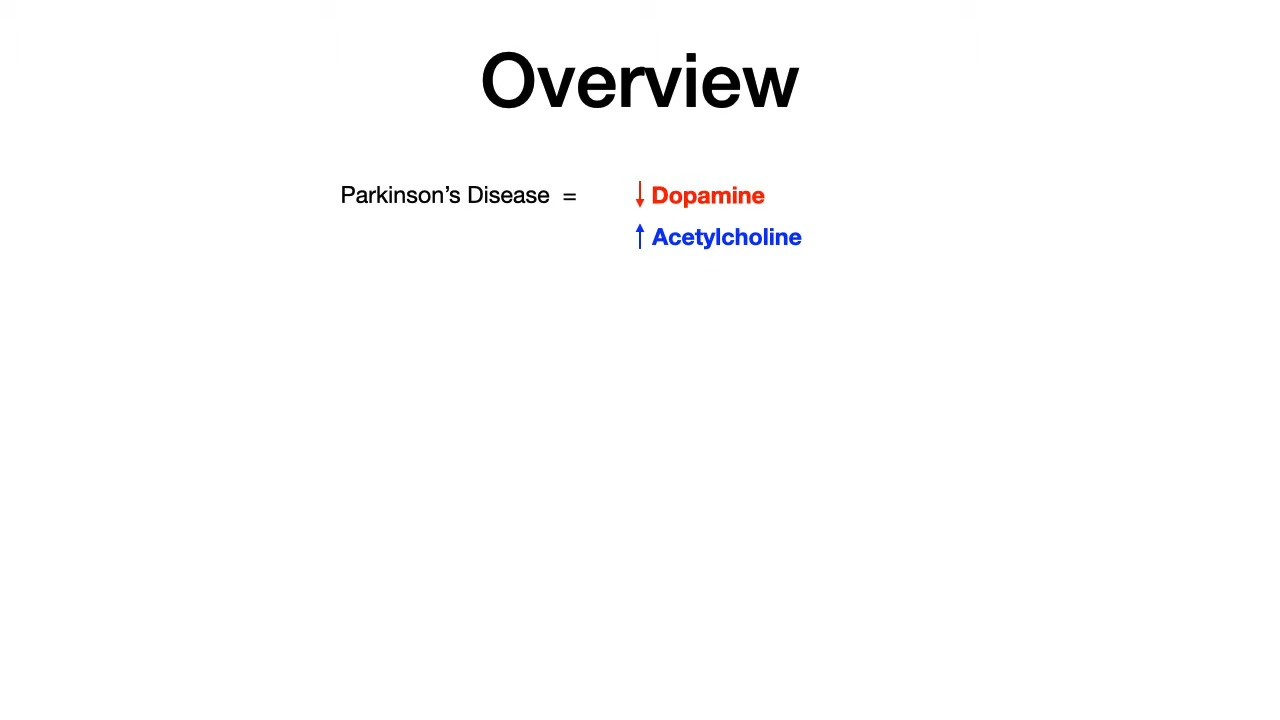 Overview
Parkinson’s Disease = ↓ Dopamine
↑ Acetylcholine